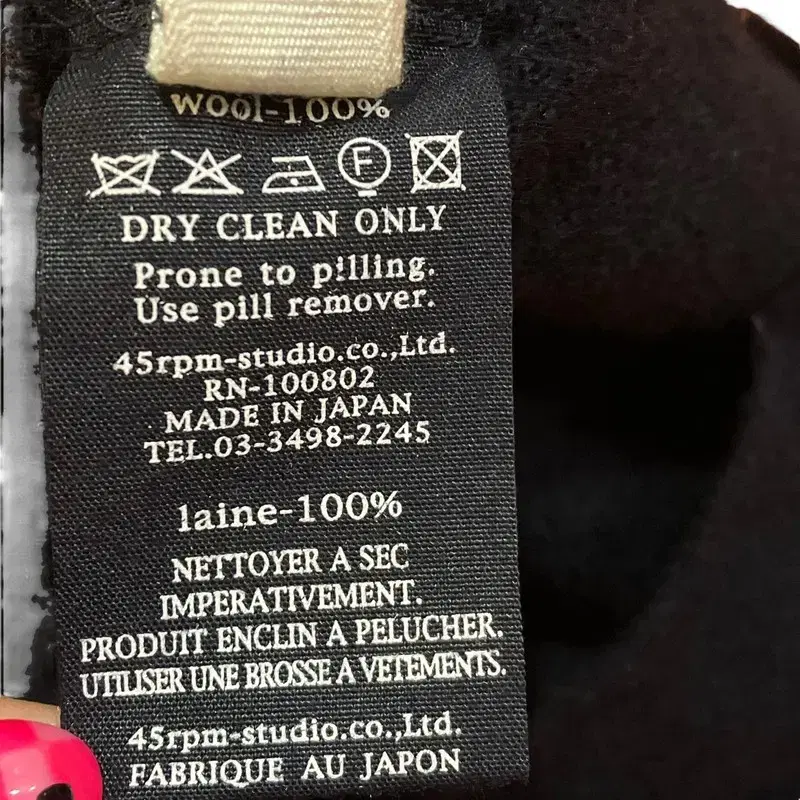 wool-100%
F
DRY CLEAN ONLY
Prone to pilling.
Use pill remover.
45rpm-studio.co.,Ltd.
RN-100802
MADE IN JAPAN
TEL.03-3498-2245
laine-100%
NETTOYER A SEC
IMPERATIVEMENT.
PRODUIT ENCLIN A PELUCHER.
UTILISER UNE BROSSE A VETEMENTS.
45rpm-studio.co.,Ltd.
FABRIQUE AU JAPON